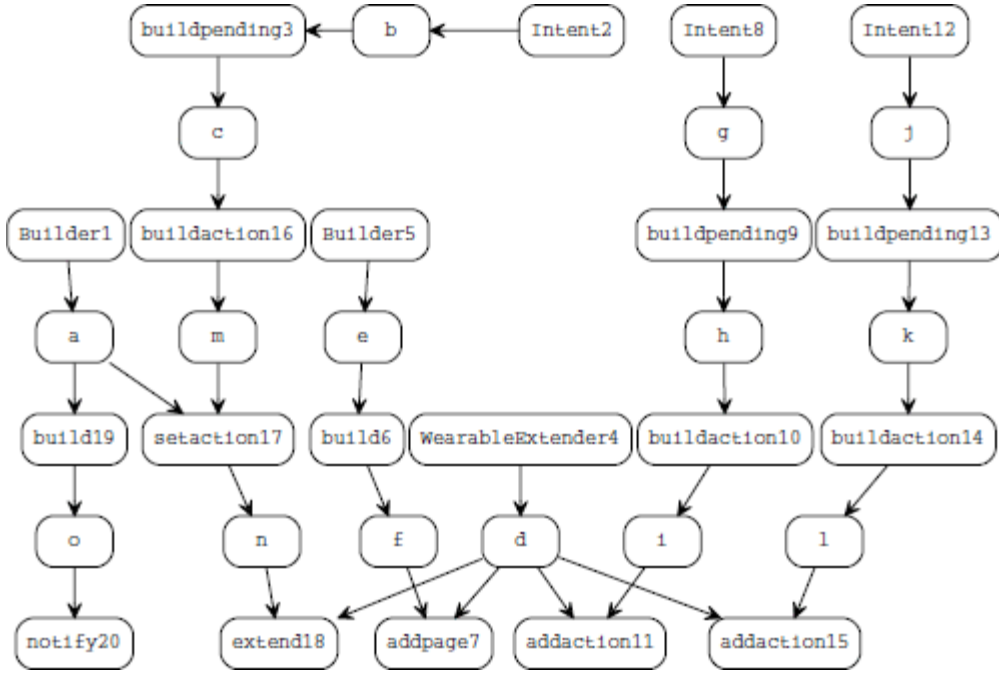 buildpending3
b
Intent2
Intent8
Intent12
c
g
j
Builder1
buildaction16
Builder5
buildpending9
buildpending13
a
m
e
h
k
build19
setaction17
build6
WearableExtender4
buildaction10
buildaction14
o
n
f
d
i
l
notify20
extend18
addpage7
addaction11
addaction15